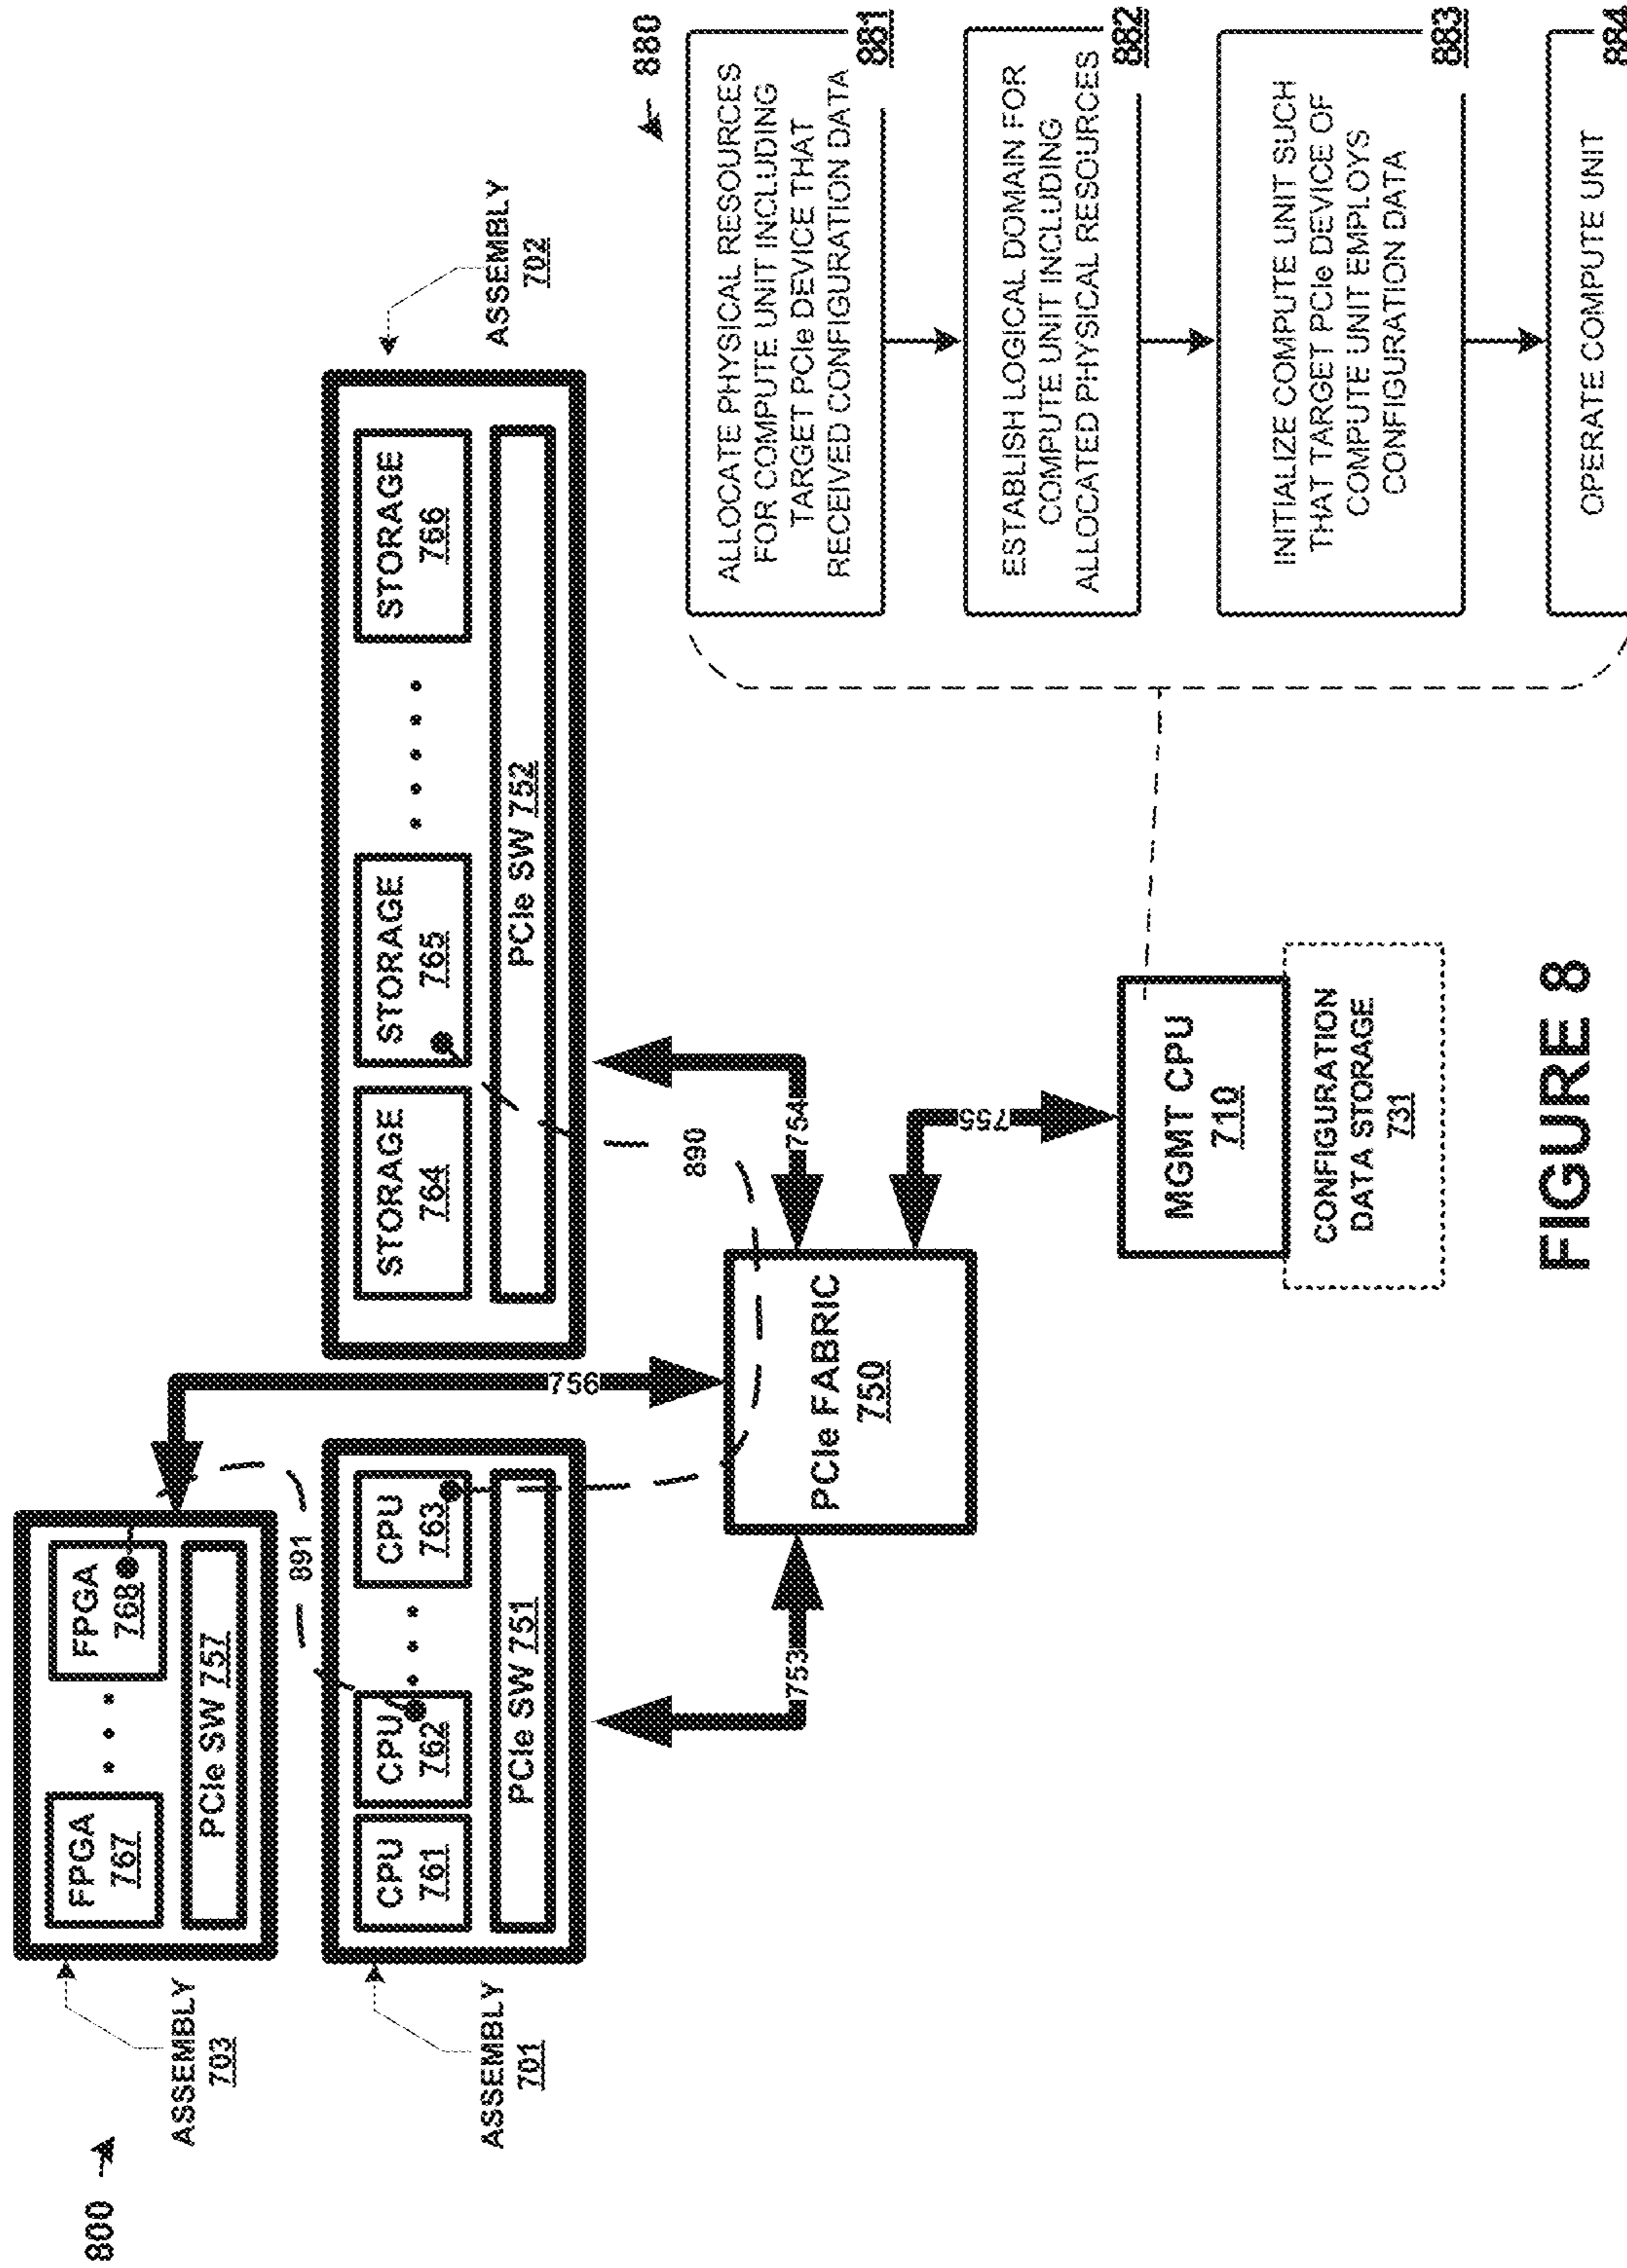 800
ASSEMBLY
703
FPGA
767
FPGA
768
PCIe SW 757
ASSEMBLY
701
CPU
761
CPU
762
CPU
763
PCIe SW 751
891
756
ASSEMBLY
702
STORAGE
764
STORAGE
765
STORAGE
766
PCIe SW 752
890
753
754
755
PCIe FABRIC
750
MGMT CPU
710
CONFIGURATION
DATA STORAGE
731
880
ALLOCATE PHYSICAL RESOURCES
FOR COMPUTE UNIT INCLUDING
TARGET PCIe DEVICE THAT
RECEIVED CONFIGURATION DATA
881
ESTABLISH LOGICAL DOMAIN FOR
COMPUTE UNIT INCLUDING
ALLOCATED PHYSICAL RESOURCES
882
INITIALIZE COMPUTE UNIT SUCH
THAT TARGET PCIe DEVICE OF
COMPUTE UNIT EMPLOYS
CONFIGURATION DATA
883
OPERATE COMPUTE UNIT
884
FIGURE 8